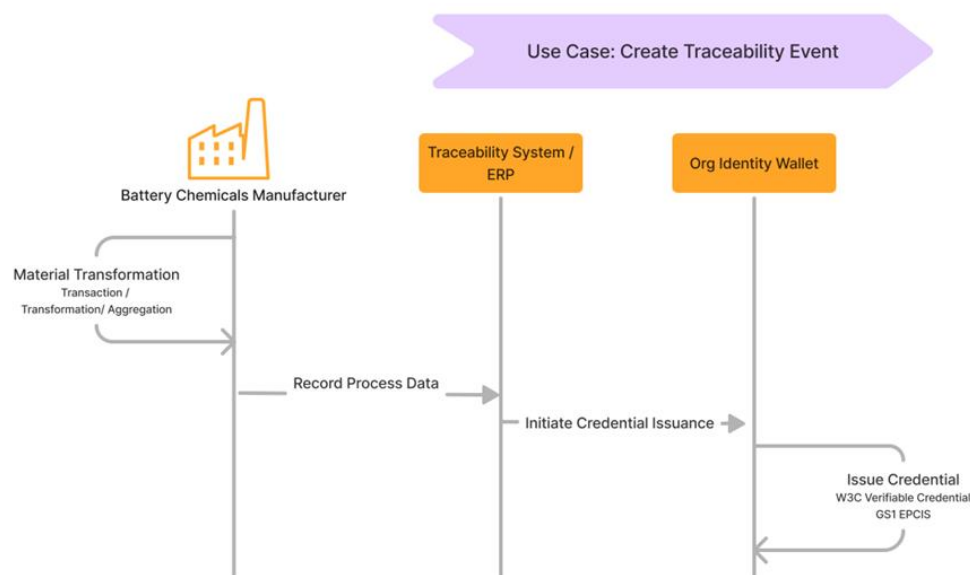 Use Case: Create Traceability Event
Battery Chemicals Manufacturer
Traceability System /
ERP
Org Identity Wallet
Material Transformation
Transaction /
Transformation/ Aggregation
Record Process Data
Initiate Credential Issuance
Issue Credential
W3C Verifiable Credential
GS1 EPCIS